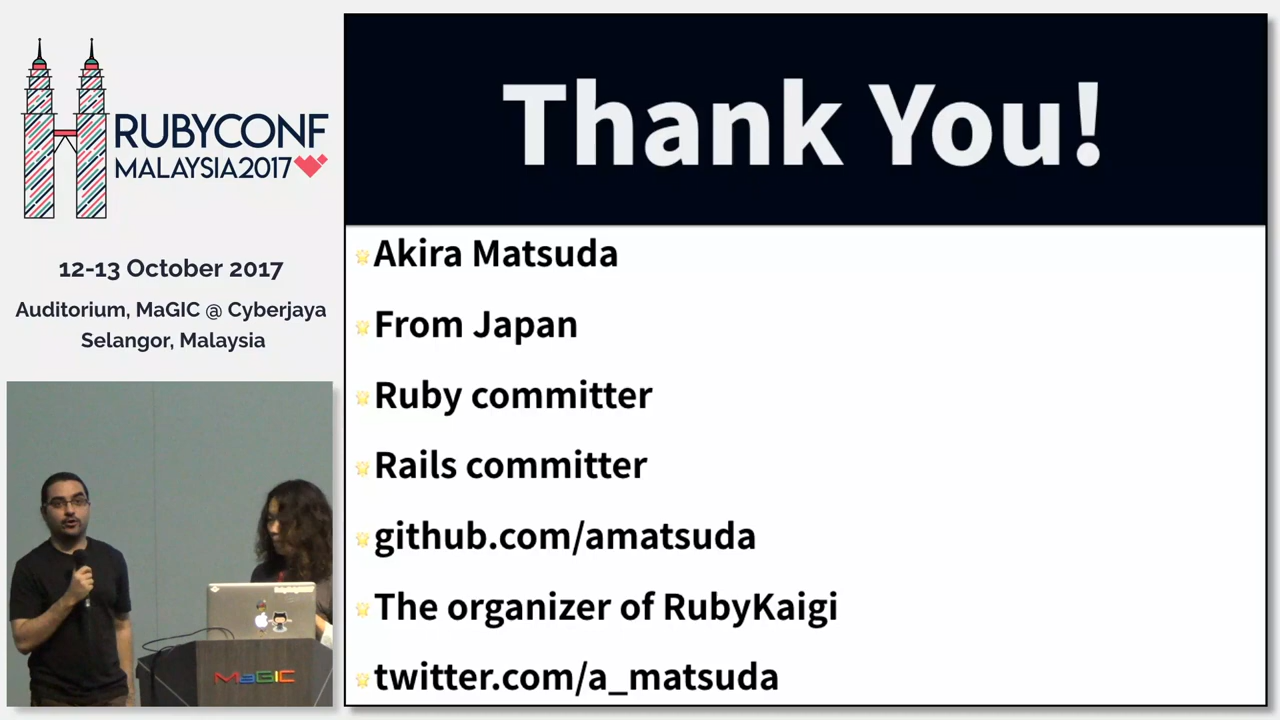 RUBYCONF
MALAYSIA2017
12-13 October 2017
Auditorium, MaGIC @ Cyberjaya
Selangor, Malaysia
MaGIC
Thank You!
Akira Matsuda
From Japan
Ruby committer
Rails committer
github.com/amatsuda
The organizer of RubyKaigi
twitter.com/a_matsuda